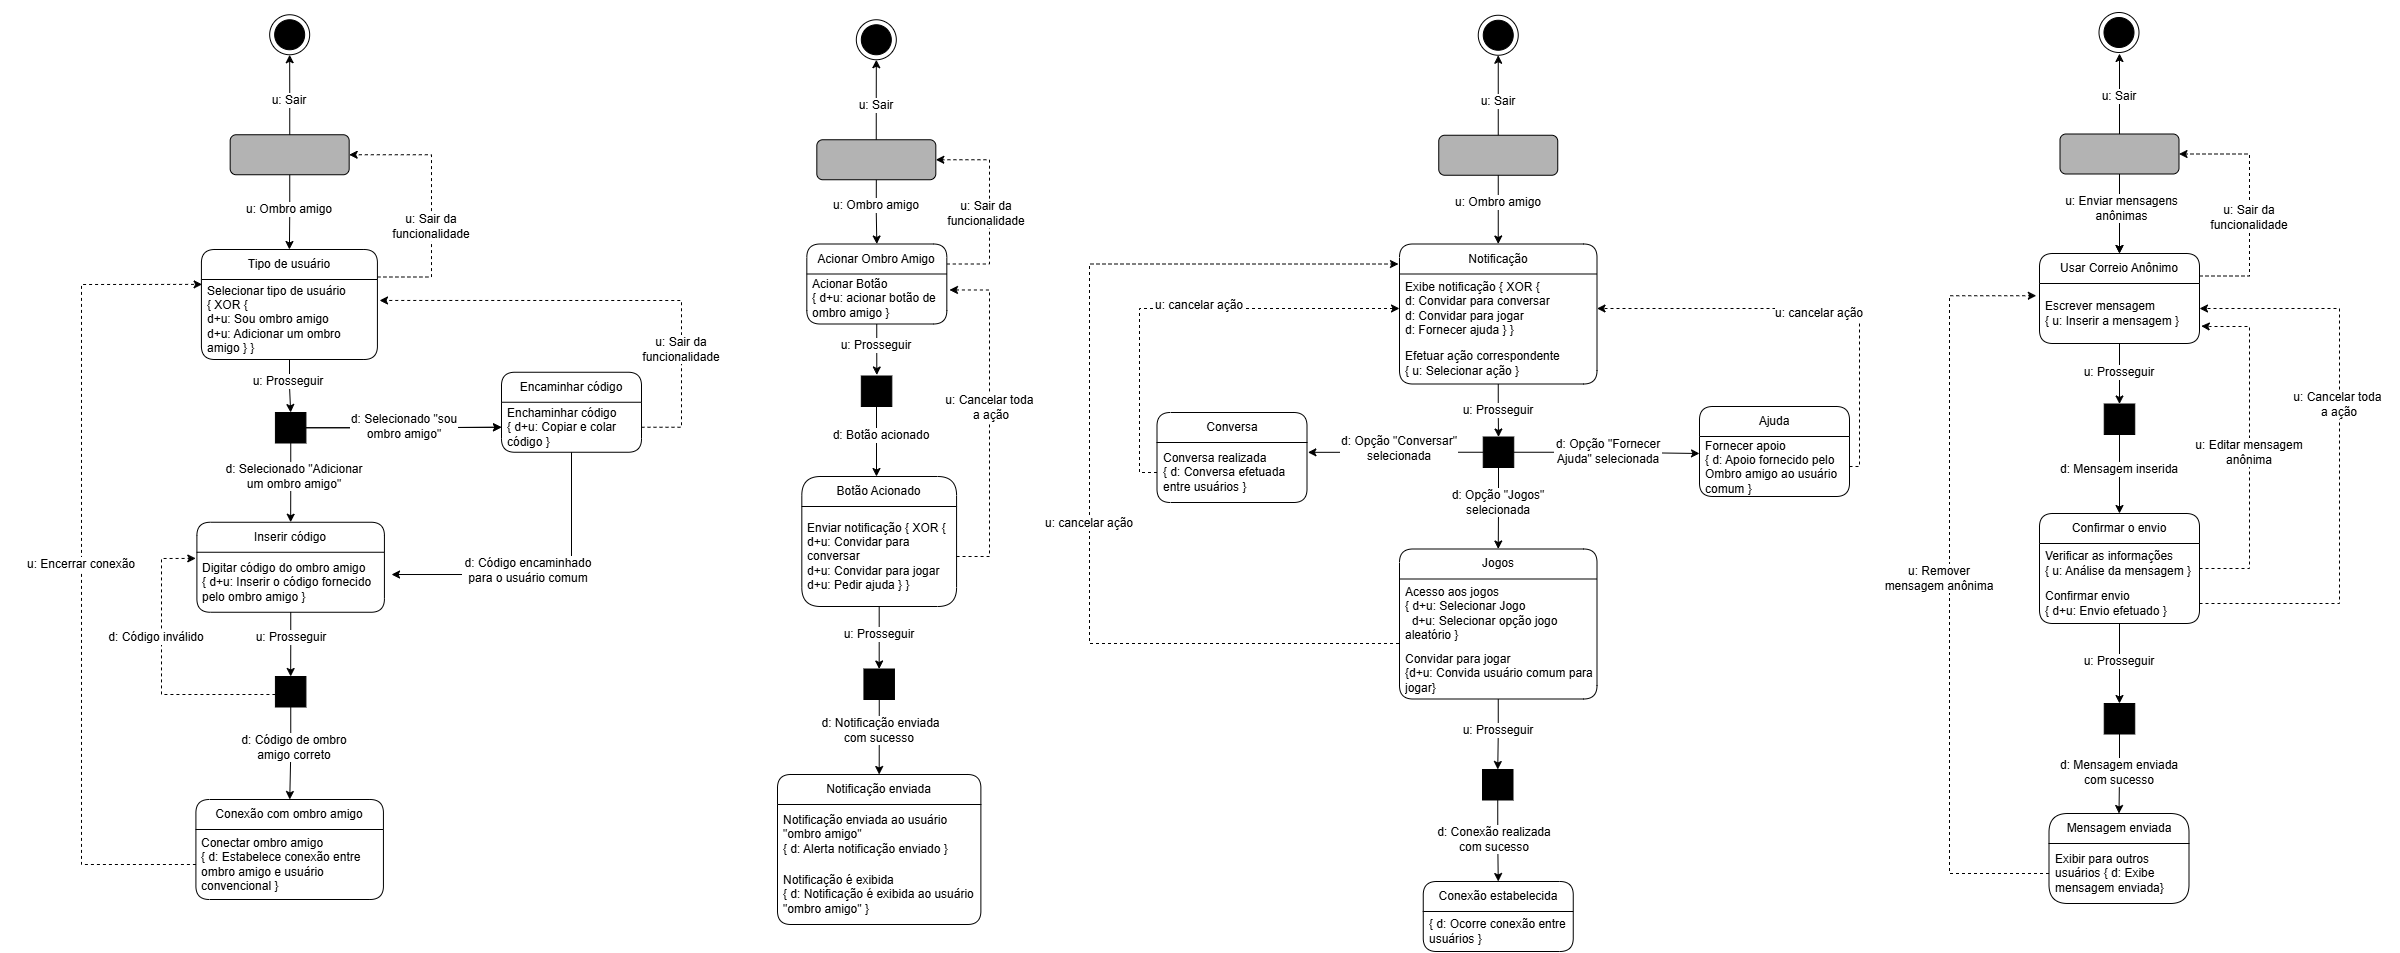 u: Sair
u: Ombro amigo
u: Sair da
funcionalidade
Tipo de usuário
Selecionar tipo de usuário
{ XOR {
d+u: Sou ombro amigo
d+u: Adicionar um ombro
amigo } }
u: Sair da
funcionalidade
u: Prosseguir
Encaminhar código
Enchaminhar código
{ d+u: Copiar e colar
código }
d: Selecionado "sou
ombro amigo"
d: Selecionado "Adicionar
um ombro amigo"
Inserir código
Digitar código do ombro amigo
{ d+u: Inserir o código fornecido
pelo ombro amigo }
u: Encerrar conexão
d: Código encaminhado
para o usuário comum
d: Código inválido
u: Prosseguir
d: Código de ombro
amigo correto
Conexão com ombro amigo
Conectar ombro amigo
{ d: Estabelece conexão entre
ombro amigo e usuário
convencional }
u: Sair
u: Ombro amigo
u: Sair da
funcionalidade
Acionar Ombro Amigo
Acionar Botão
{ d+u: acionar botão de
ombro amigo }
u: Prosseguir
u: Cancelar toda
a ação
d: Botão acionado
Botão Acionado
Enviar notificação { XOR {
d+u: Convidar para
conversar
d+u: Convidar para jogar
d+u: Pedir ajuda } }
u: Prosseguir
d: Notificação enviada
com sucesso
Notificação enviada
Notificação enviada ao usuário
"ombro amigo"
{ d: Alerta notificação enviado }
Notificação é exibida
{ d: Notificação é exibida ao usuário
"ombro amigo" }
u: Sair
u: Ombro amigo
Notificação
Exibe notificação { XOR {
d: Convidar para conversar
d: Convidar para jogar
d: Fornecer ajuda } }
Efetuar ação correspondente
{ u: Selecionar ação }
u: cancelar ação
u: cancelar ação
u: Prosseguir
Conversa
Conversa realizada
{ d: Conversa efetuada
entre usuários }
d: Opção "Conversar"
selecionada
d: Opção "Fornecer
Ajuda" selecionada
Ajuda
Fornecer apoio
{ d: Apoio fornecido pelo
Ombro amigo ao usuário
comum }
d: Opção "Jogos"
selecionada
u: cancelar ação
Jogos
Acesso aos jogos
{ d+u: Selecionar Jogo
d+u: Selecionar opção jogo
aleatório }
Convidar para jogar
{d+u: Convida usuário comum para
jogar}
u: Prosseguir
d: Conexão realizada
com sucesso
Conexão estabelecida
{ d: Ocorre conexão entre
usuários }
u: Sair
u: Enviar mensagens
anônimas
u: Sair da
funcionalidade
Usar Correio Anônimo
Escrever mensagem
{ u: Inserir a mensagem }
u: Prosseguir
u: Cancelar toda
a ação
u: Editar mensagem
anônima
d: Mensagem inserida
Confirmar o envio
Verificar as informações
{ u: Análise da mensagem }
Confirmar envio
{ d+u: Envio efetuado }
u: Remover
mensagem anônima
u: Prosseguir
d: Mensagem enviada
com sucesso
Mensagem enviada
Exibir para outros
usuários { d: Exibe
mensagem enviada}